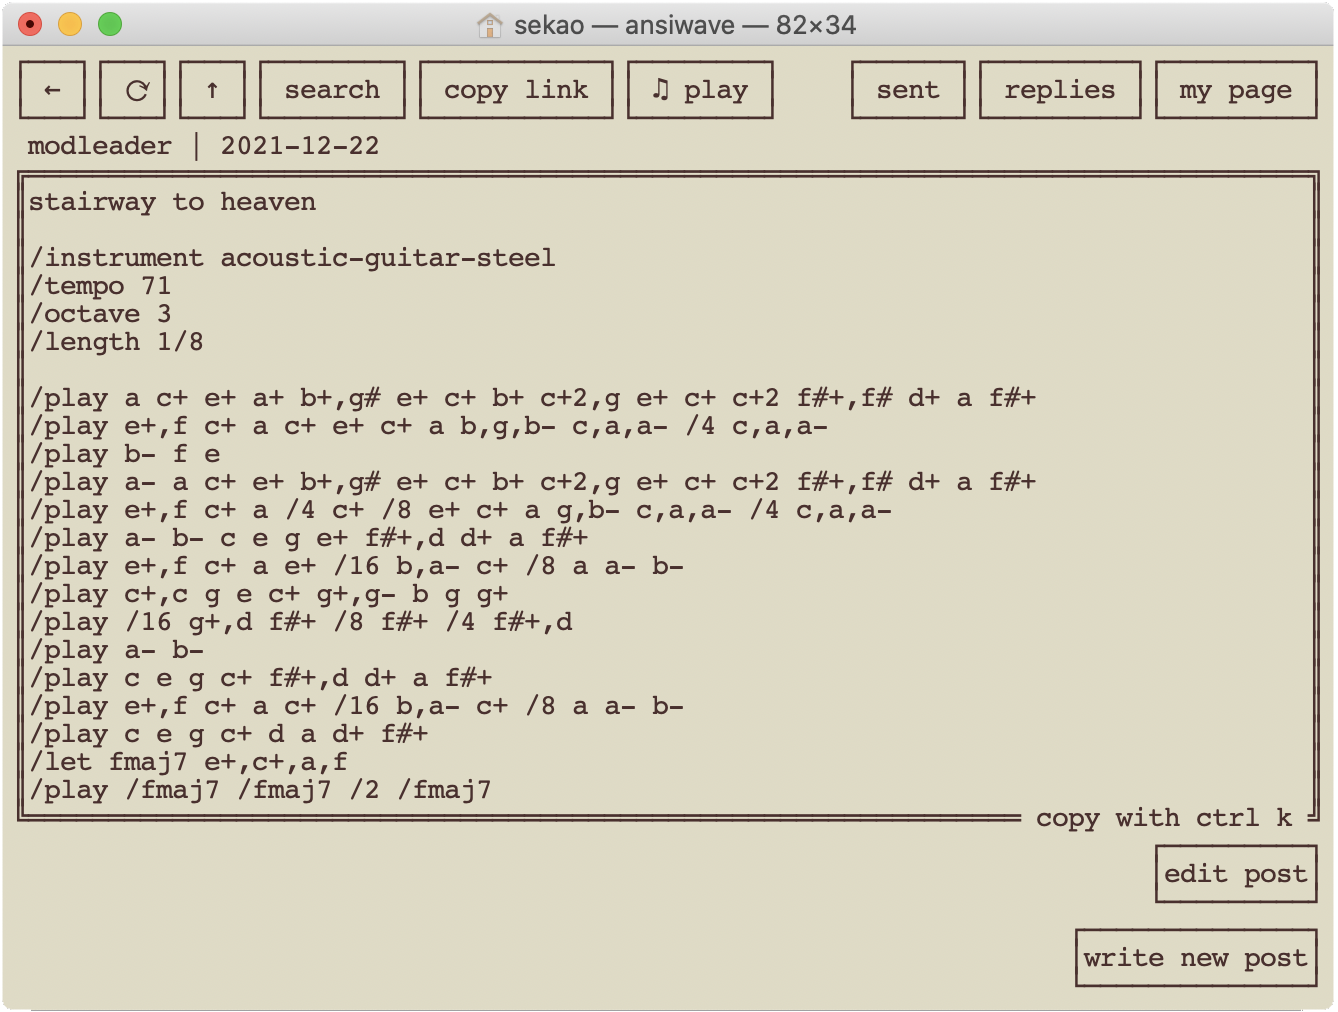 sekao — ansiwave — 82×34
← ⟳ ↑ search copy link ♫ play sent replies my page
modleader │ 2021-12-22
stairway to heaven
/instrument acoustic-guitar-steel
/tempo 71
/octave 3
/length 1/8
/play a c+ e+ a+ b+,g# e+ c+ b+ c+2,g e+ c+ c+2 f#+,f# d+ a f#+
/play e+,f c+ a c+ e+ c+ a b,g,b- c,a,a- /4 c,a,a-
/play b- f e
/play a- a c+ e+ b+,g# e+ c+ b+ c+2,g e+ c+ c+2 f#+,f# d+ a f#+
/play e+,f c+ a /4 c+ /8 e+ c+ a g,b- c,a,a- /4 c,a,a-
/play a- b- c e g e+ f#+,d d+ a f#+
/play e+,f c+ a e+ /16 b,a- c+ /8 a a- b-
/play c+,c g e c+ g+,g- b g g+
/play /16 g+,d f#+ /8 f#+ /4 f#+,d
/play a- b-
/play c e g c+ f#+,d d+ a f#+
/play e+,f c+ a c+ /16 b,a- c+ /8 a a- b-
/play c e g c+ d a d+ f#+
/let fmaj7 e+,c+,a,f
/play /fmaj7 /fmaj7 /2 /fmaj7
copy with ctrl k
edit post
write new post